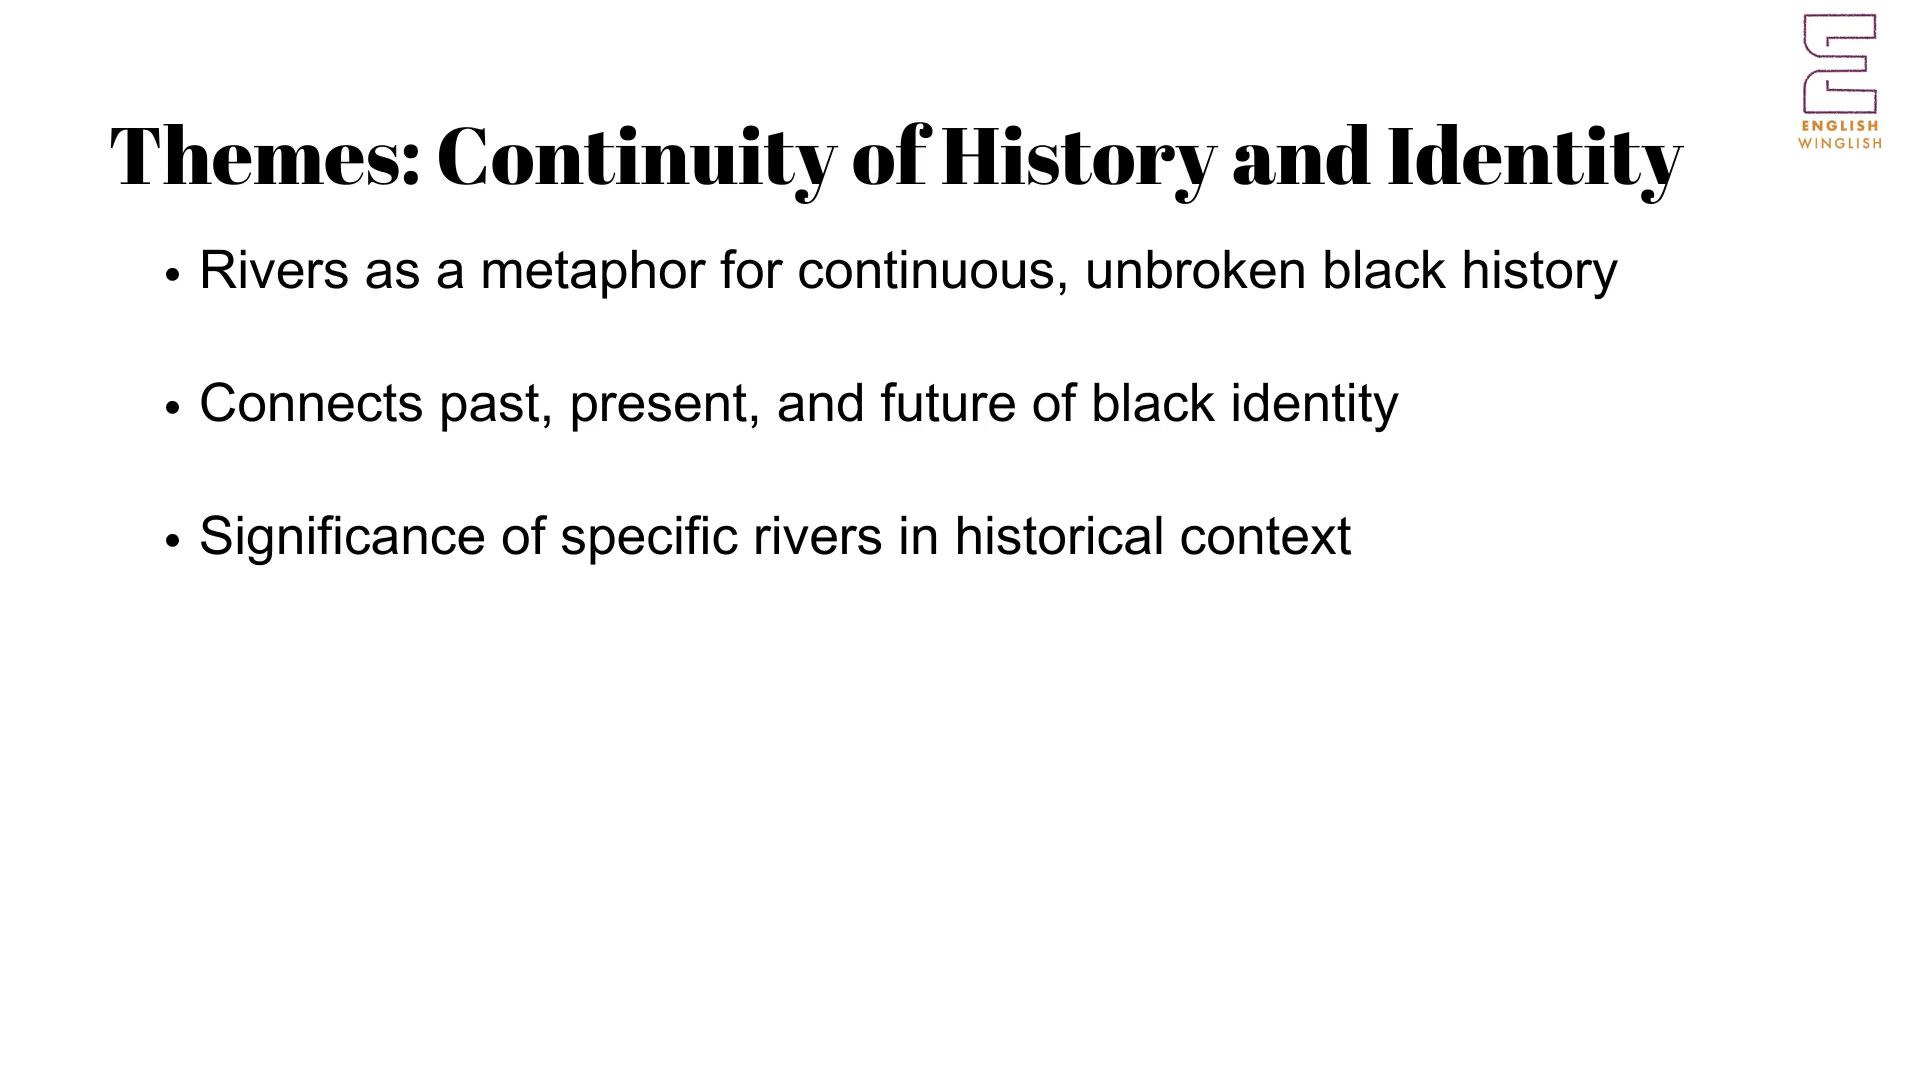 ENGLISH
WINGLISH
Themes: Continuity of History and Identity
• Rivers as a metaphor for continuous, unbroken black history
• Connects past, present, and future of black identity
• Significance of specific rivers in historical context